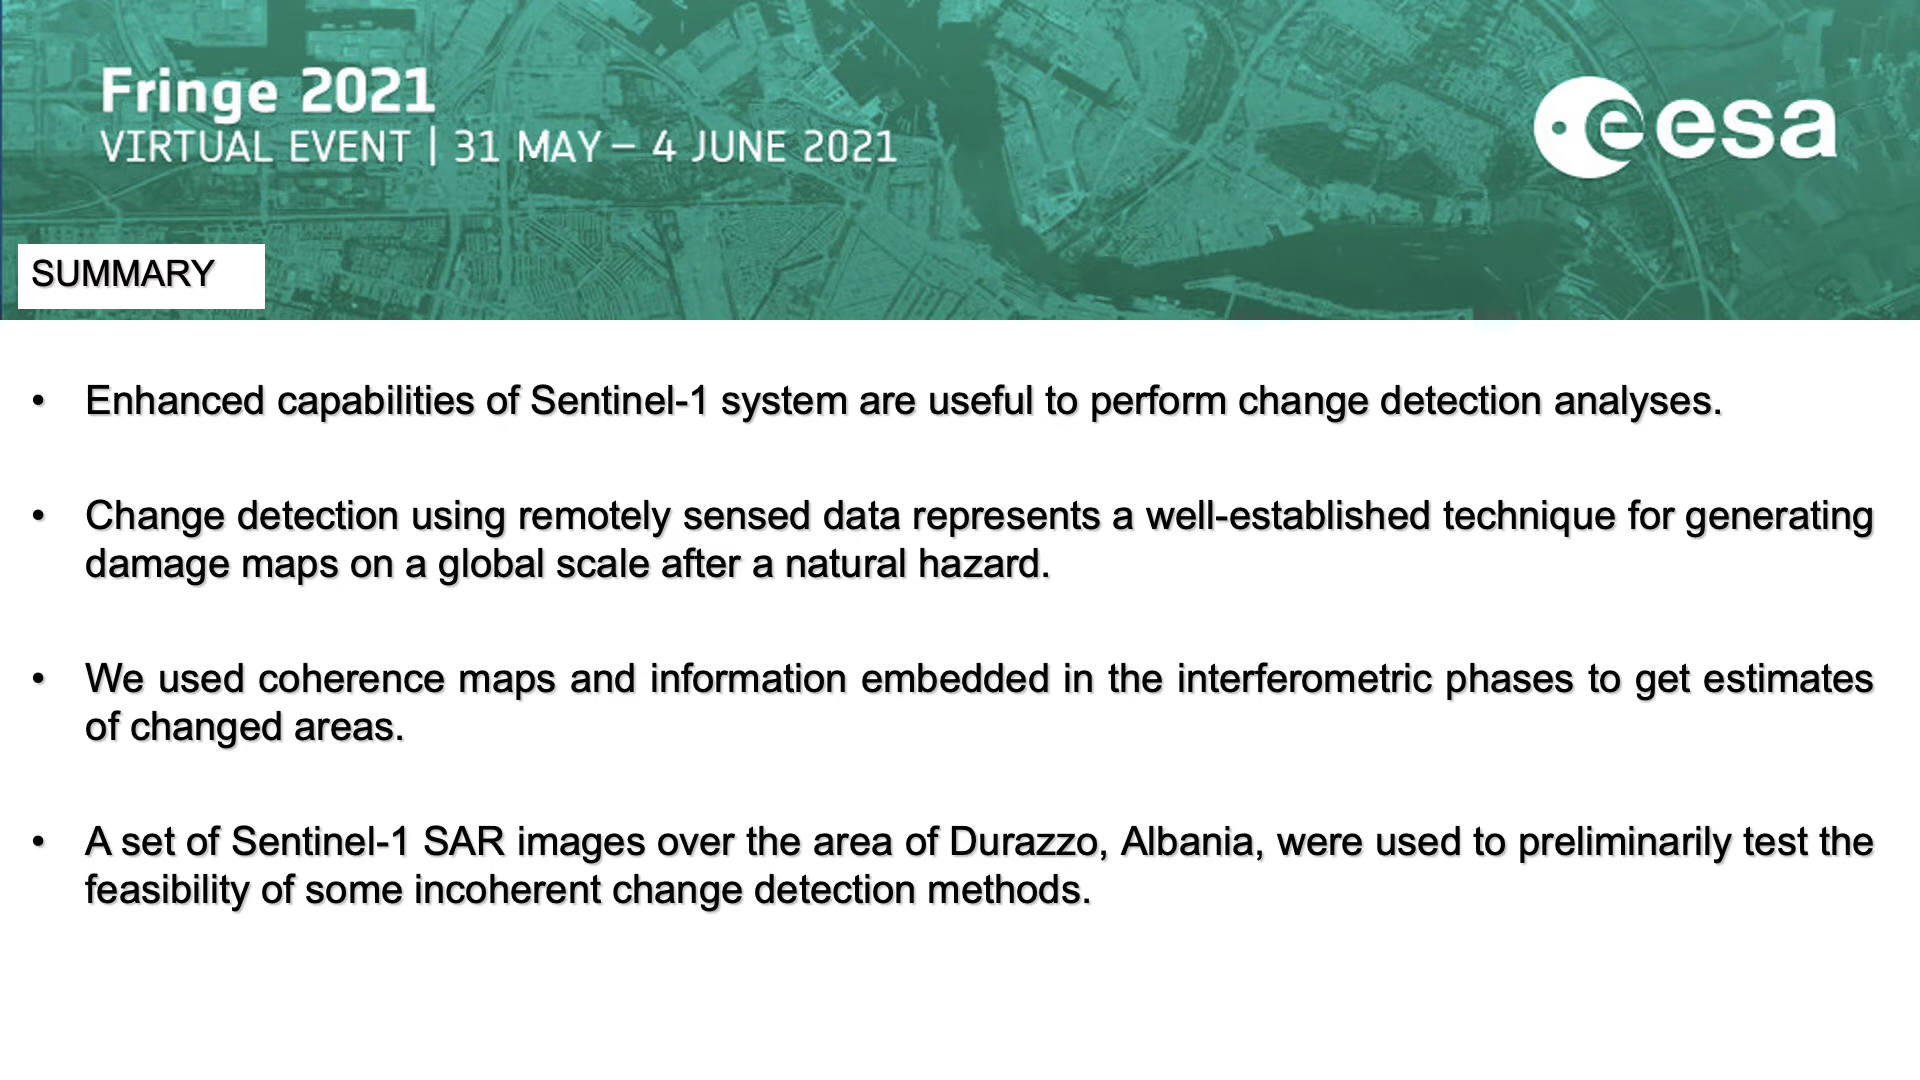 Fringe 2021
VIRTUAL EVENT | 31 MAY – 4 JUNE 2021
esa
SUMMARY
• Enhanced capabilities of Sentinel-1 system are useful to perform change detection analyses.
• Change detection using remotely sensed data represents a well-established technique for generating
damage maps on a global scale after a natural hazard.
• We used coherence maps and information embedded in the interferometric phases to get estimates
of changed areas.
• A set of Sentinel-1 SAR images over the area of Durazzo, Albania, were used to preliminarily test the
feasibility of some incoherent change detection methods.